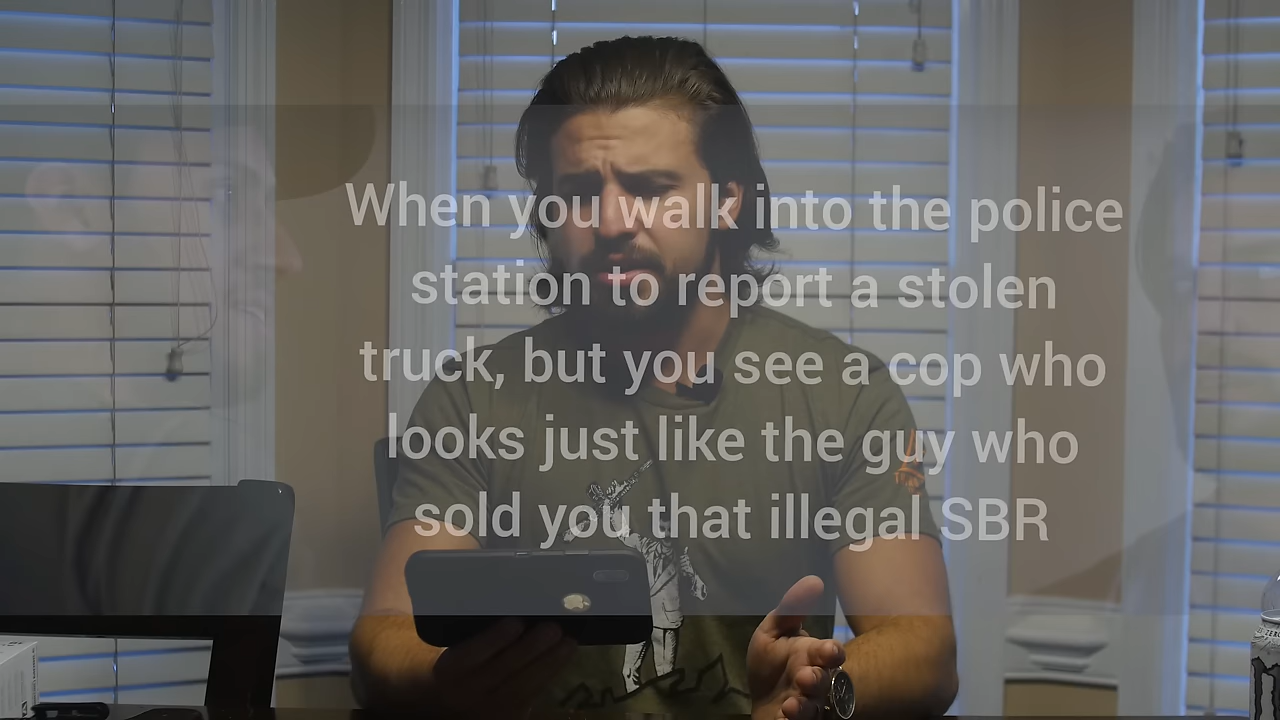 When you walk into the police
station to report a stolen
truck, but you see a cop who
looks just like the guy who
sold you that illegal SBR
ZERO